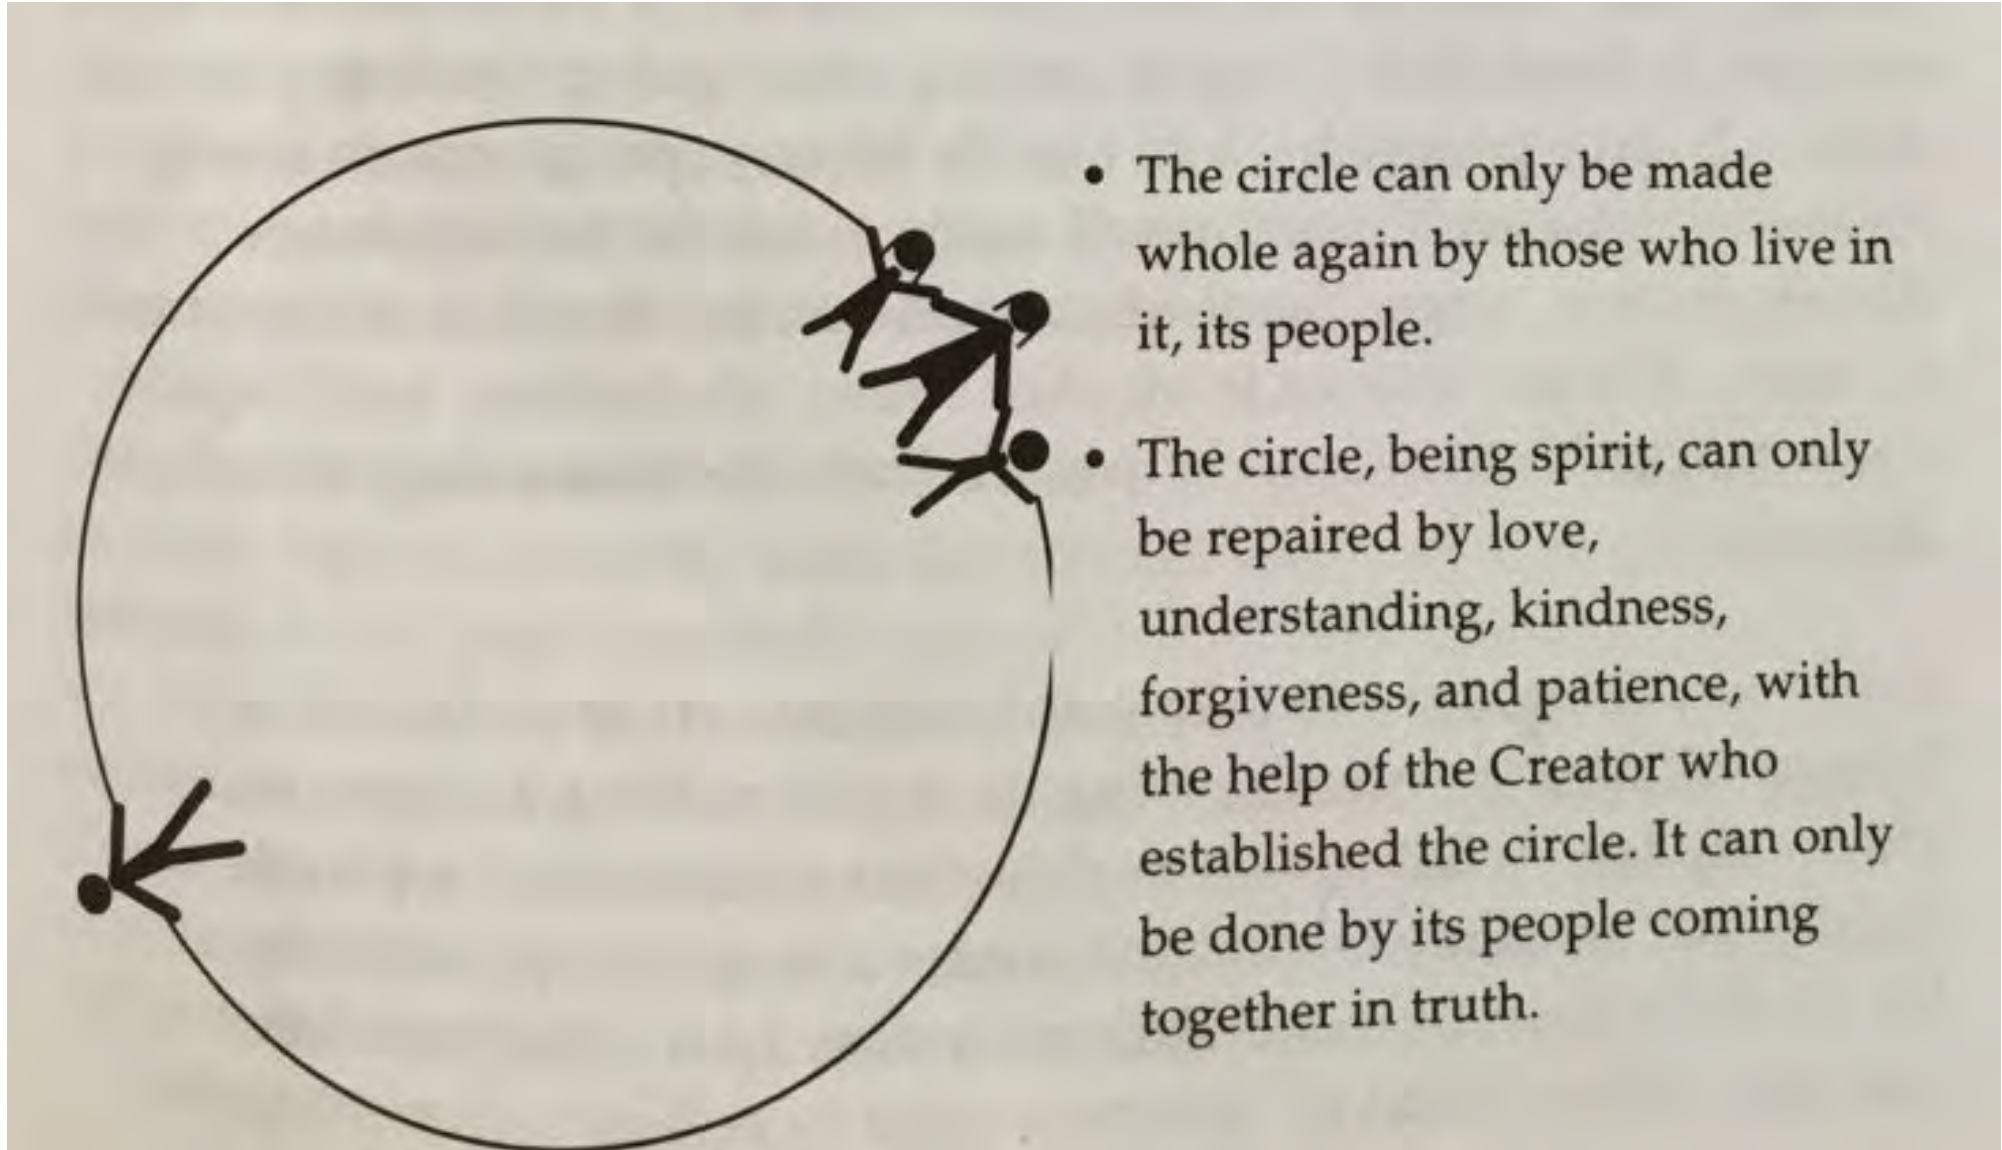 • The circle can only be made
whole again by those who live in
it, its people.
• The circle, being spirit, can only
be repaired by love,
understanding, kindness,
forgiveness, and patience, with
the help of the Creator who
established the circle. It can only
be done by its people coming
together in truth.